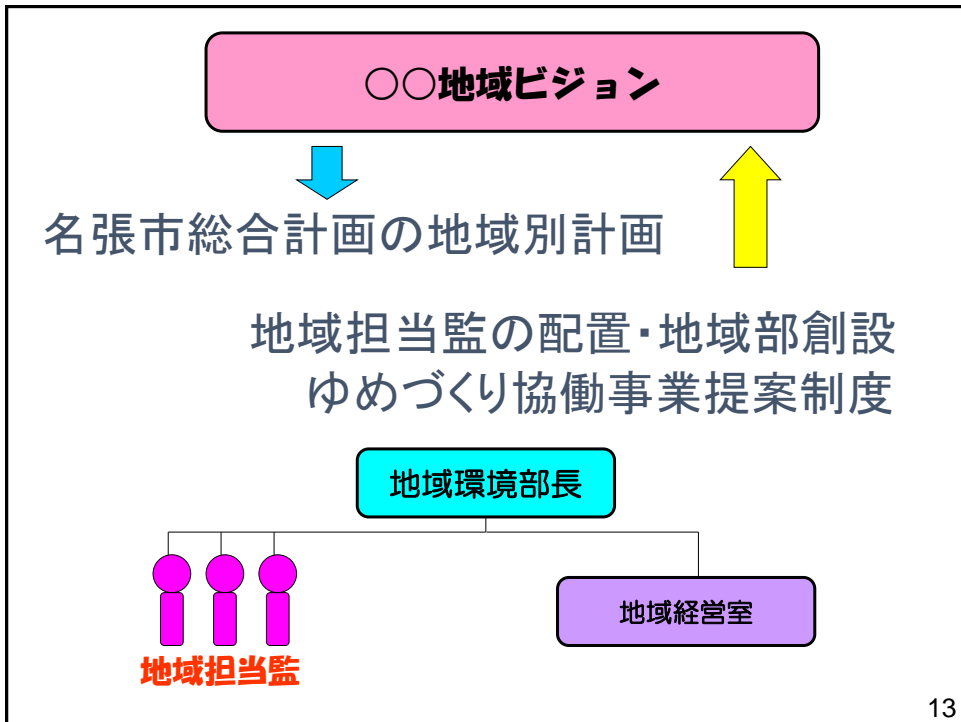 ○○地域ビジョン
名張市総合計画の地域別計画
地域担当監の配置・地域部創設
ゆめづくり協働事業提案制度
地域環境部長
地域経営室
地域担当監
13